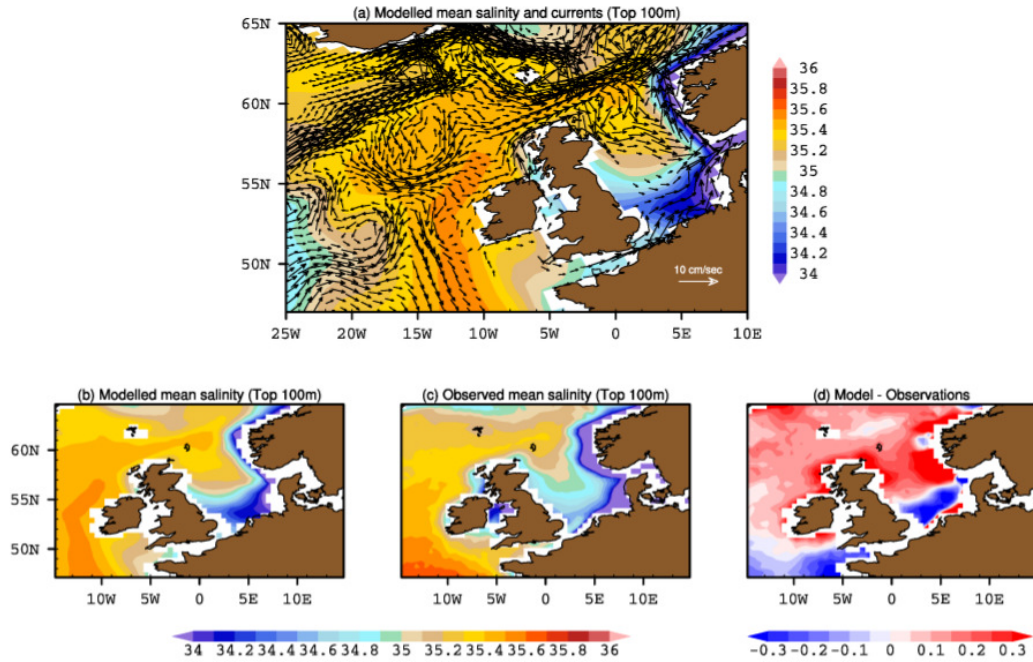 (a) Modelled mean salinity and currents (Top 100m)
65N
60N
55N
50N
25W 20W 15W 10W 5W 0 5E 10E
10 cm/sec
36
35.8
35.6
35.4
35.2
35
34.8
34.6
34.4
34.2
34
(b) Modelled mean salinity (Top 100m)
(c) Observed mean salinity (Top 100m)
(d) Model - Observations
60N
55N
50N
10W 5W 0 5E 10E
10W 5W 0 5E 10E
10W 5W 0 5E 10E
34 34.2 34.4 34.6 34.8 35 35.2 35.4 35.6 35.8 36
-0.3 -0.2 -0.1 0 0.1 0.2 0.3